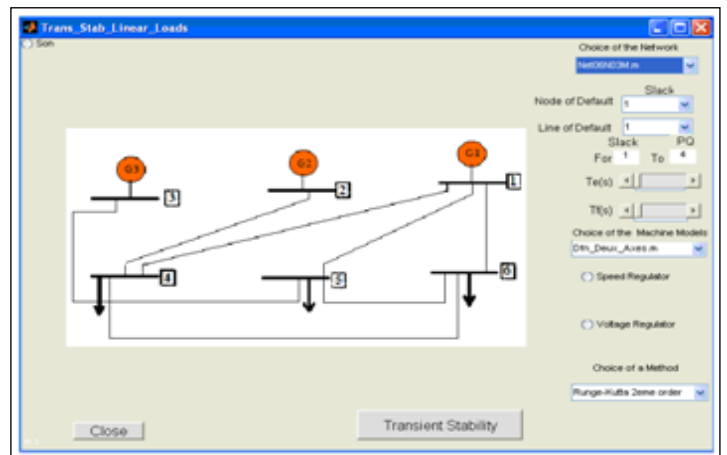 Trans_Stab_Linear_Loads
Son
Choice of the Network
Net06N03M.m
Slack
Node of Default 1
Line of Default 1
Slack PQ
For 1 To 4
Te(s)
Tf(s)
Choice of the Machine Models
Dtn_Deux_Axes.m
Speed Regulator
Voltage Regulator
Choice of a Method
Runge-Kutta 2eme order
G3
G2
G1
3
2
1
4
5
6
Close
Transient Stability